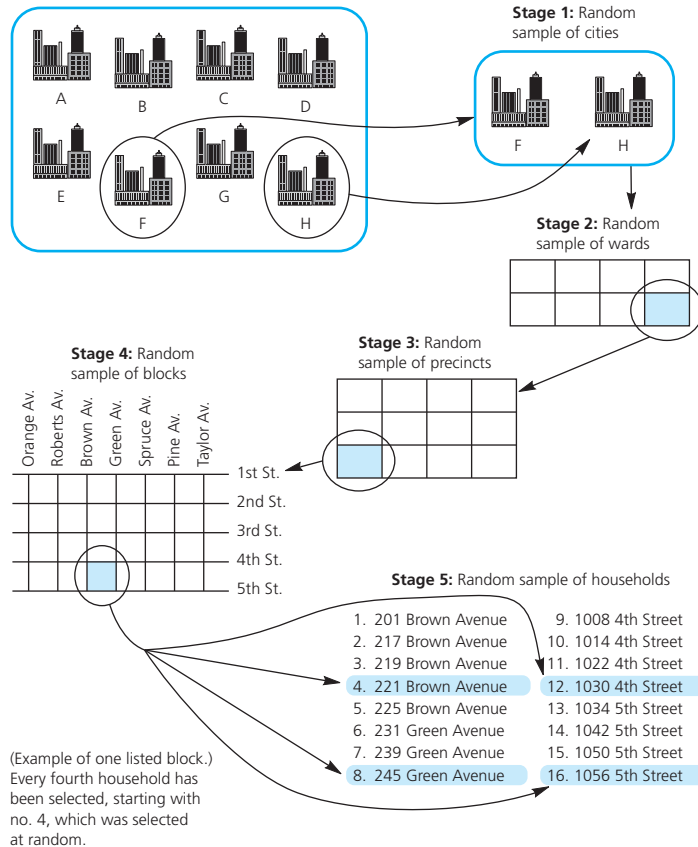 Stage 1: Random
sample of cities
A
B
C
D
E
F
G
H
F
H
Stage 2: Random
sample of wards
Stage 3: Random
sample of precincts
Stage 4: Random
sample of blocks
Orange Av.
Roberts Av.
Brown Av.
Green Av.
Spruce Av.
Pine Av.
Taylor Av.
1st St.
2nd St.
3rd St.
4th St.
5th St.
Stage 5: Random sample of households
1. 201 Brown Avenue
2. 217 Brown Avenue
3. 219 Brown Avenue
4. 221 Brown Avenue
5. 225 Brown Avenue
6. 231 Green Avenue
7. 239 Green Avenue
8. 245 Green Avenue
9. 1008 4th Street
10. 1014 4th Street
11. 1022 4th Street
12. 1030 4th Street
13. 1034 5th Street
14. 1042 5th Street
15. 1050 5th Street
16. 1056 5th Street
(Example of one listed block.)
Every fourth household has
been selected, starting with
no. 4, which was selected
at random.